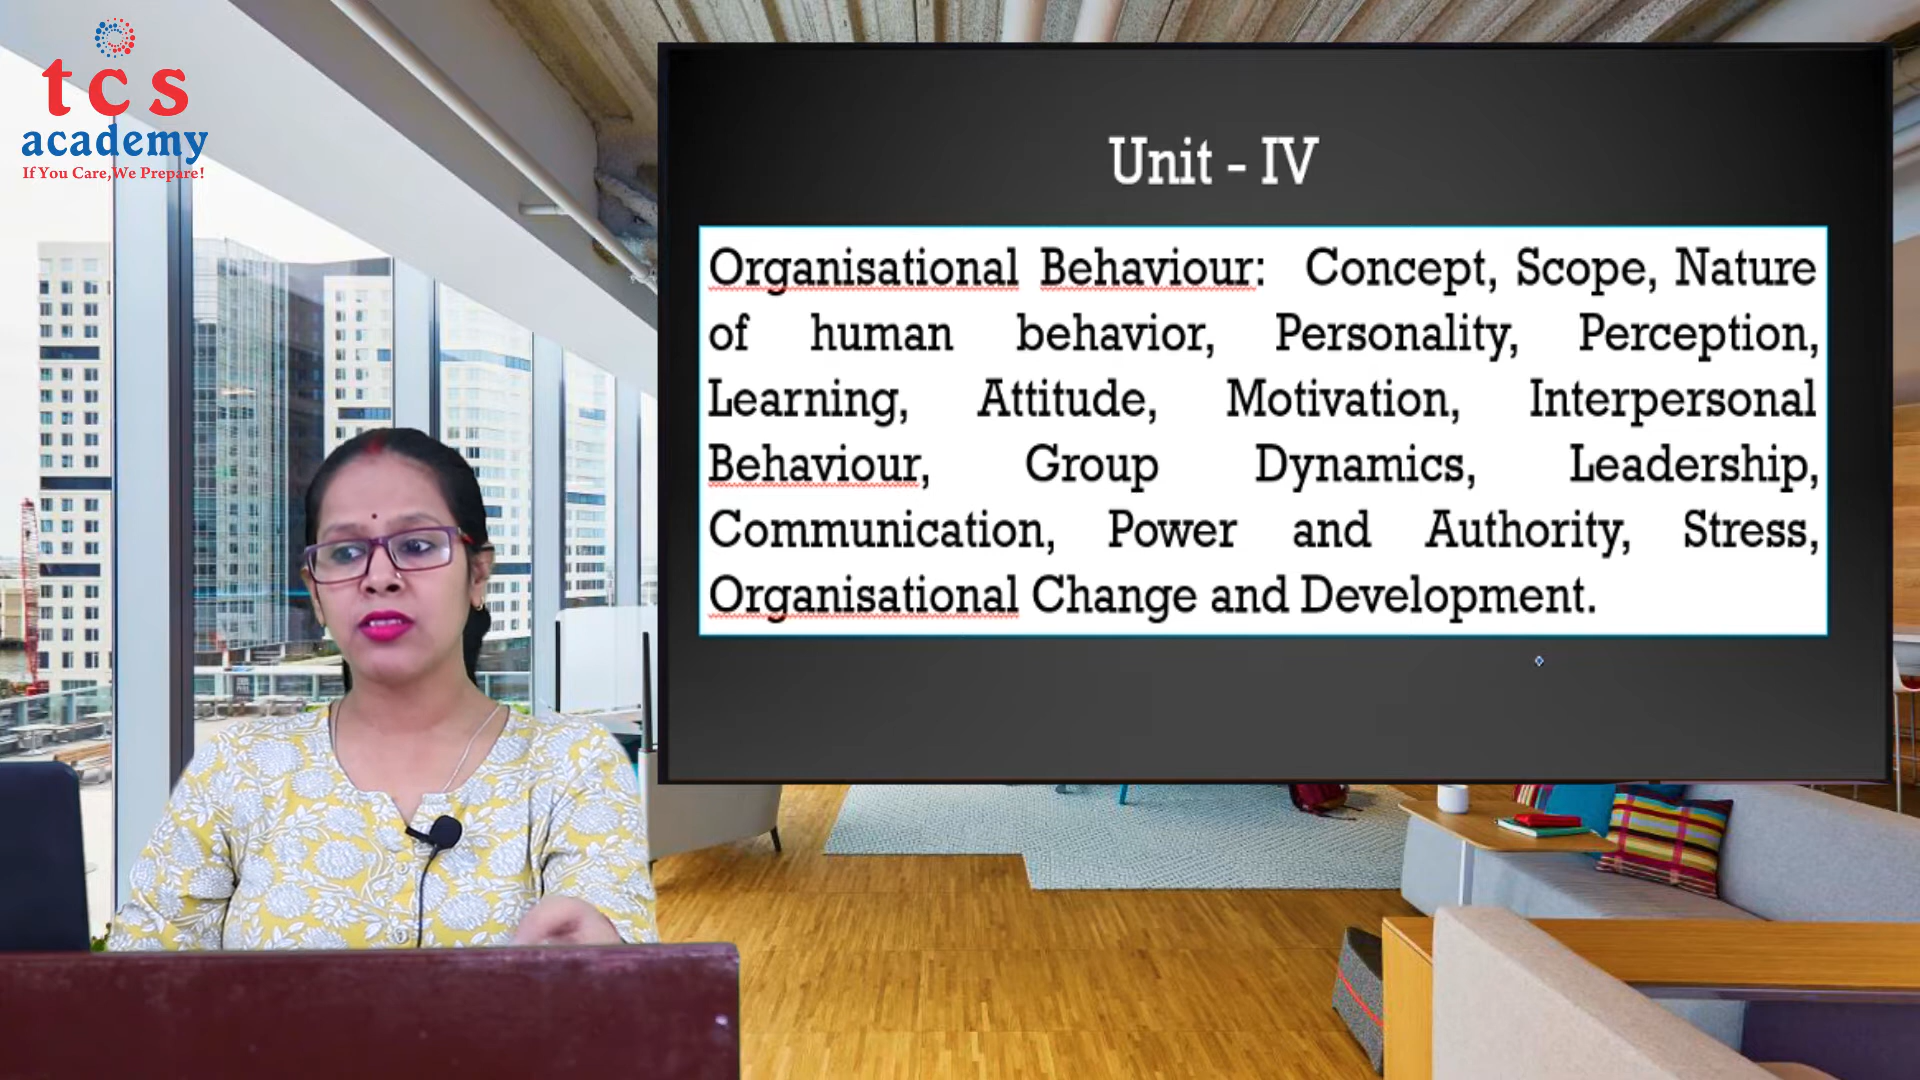 tcs
academy
If You Care,We Prepare!
Unit - IV
Organisational Behaviour: Concept, Scope, Nature
of human behavior, Personality, Perception,
Learning, Attitude, Motivation, Interpersonal
Behaviour, Group Dynamics, Leadership,
Communication, Power and Authority, Stress,
Organisational Change and Development.